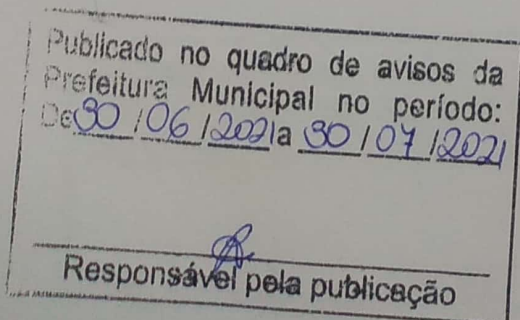 Publicado no quadro de avisos da
Prefeitura Municipal no período:
De 30 / 06 / 2021 a 30 / 07 / 2021
Responsável pela publicação